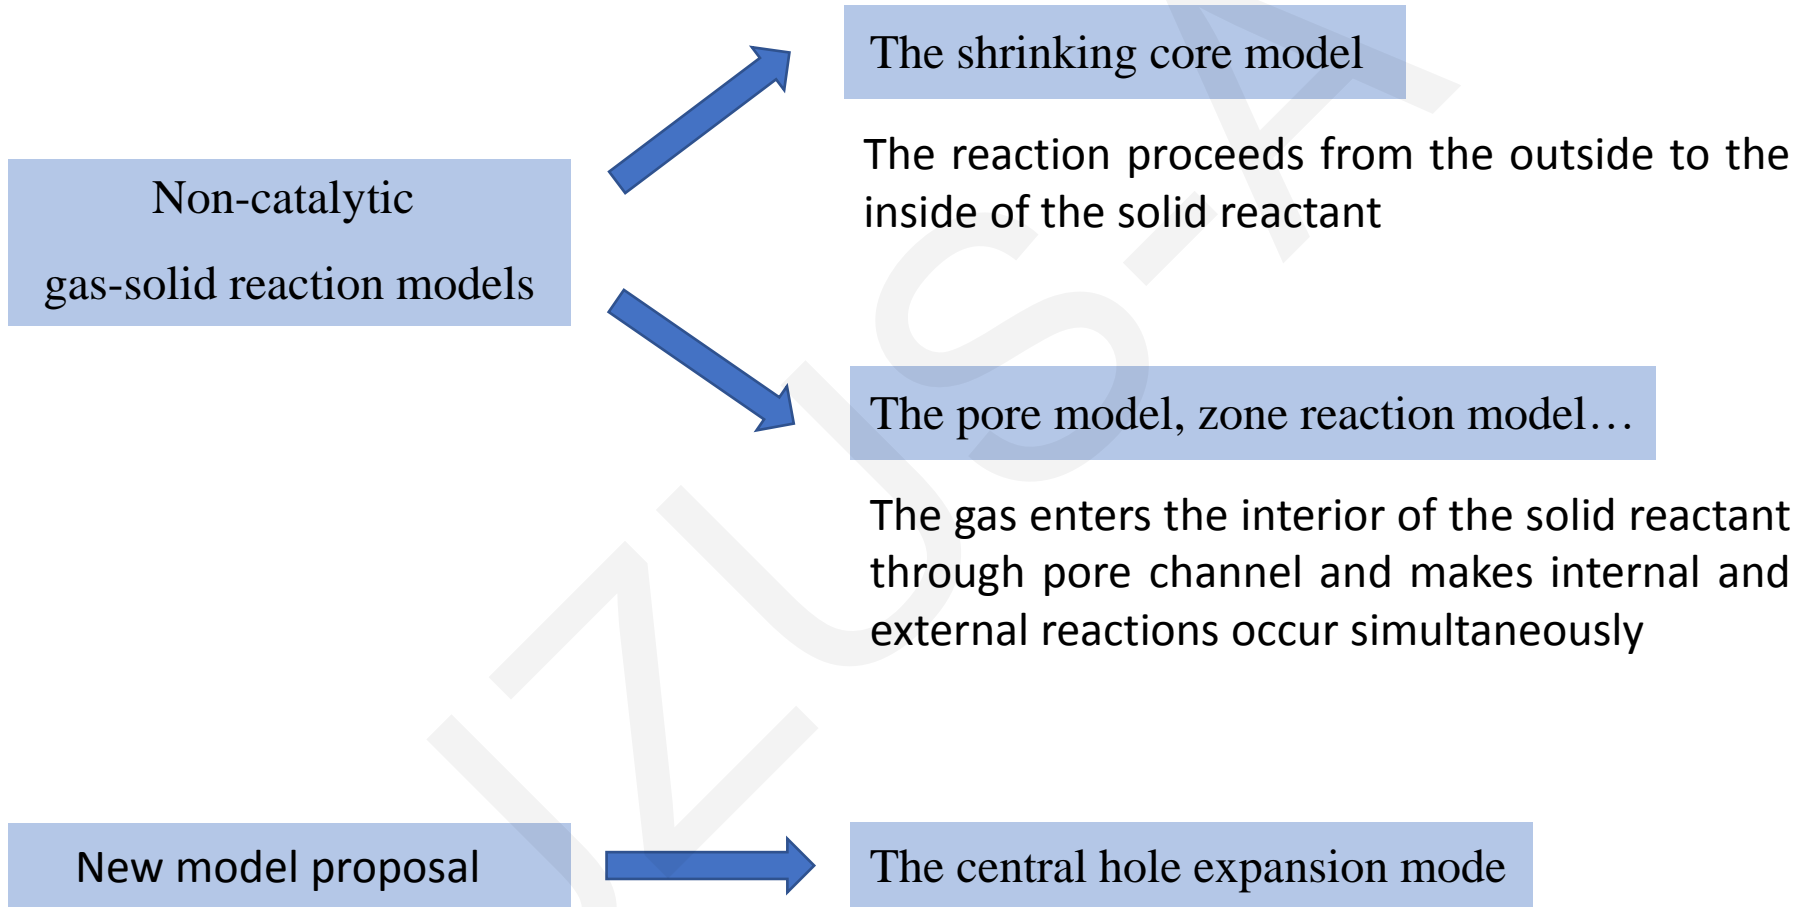 The shrinking core model
The reaction proceeds from the outside to the
inside of the solid reactant
Non-catalytic
gas-solid reaction models
The pore model, zone reaction model…
The gas enters the interior of the solid reactant
through pore channel and makes internal and
external reactions occur simultaneously
New model proposal
The central hole expansion mode
JZUS-A